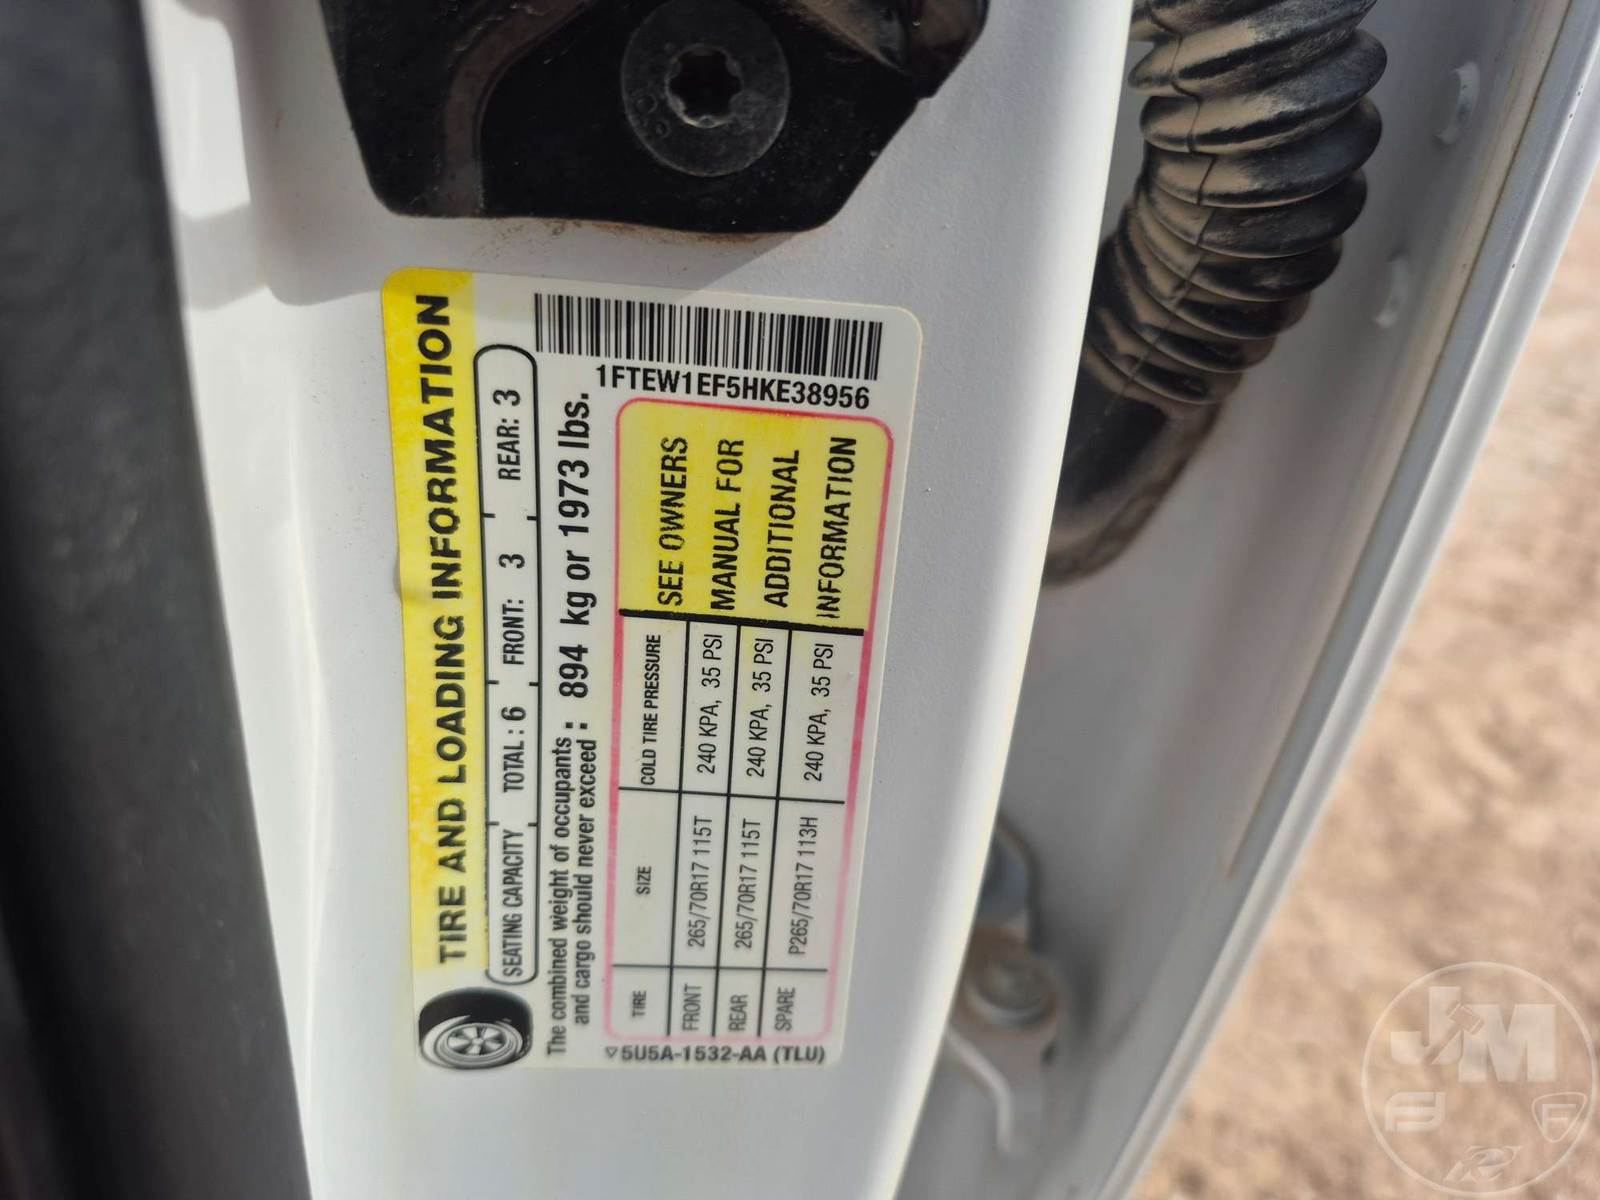 TIRE AND LOADING INFORMATION
SEATING CAPACITY TOTAL: 6 FRONT: 3 REAR: 3
The combined weight of occupants
and cargo should never exceed : 894 kg or 1973 lbs.
1FTEW1EF5HKE38956
TIRE SIZE COLD TIRE PRESSURE
FRONT 265/70R17 115T 240 KPA, 35 PSI
REAR 265/70R17 115T 240 KPA, 35 PSI
SPARE P265/70R17 113H 240 KPA, 35 PSI
SEE OWNERS
MANUAL FOR
ADDITIONAL
INFORMATION
5U5A-1532-AA (TLU)
J&M